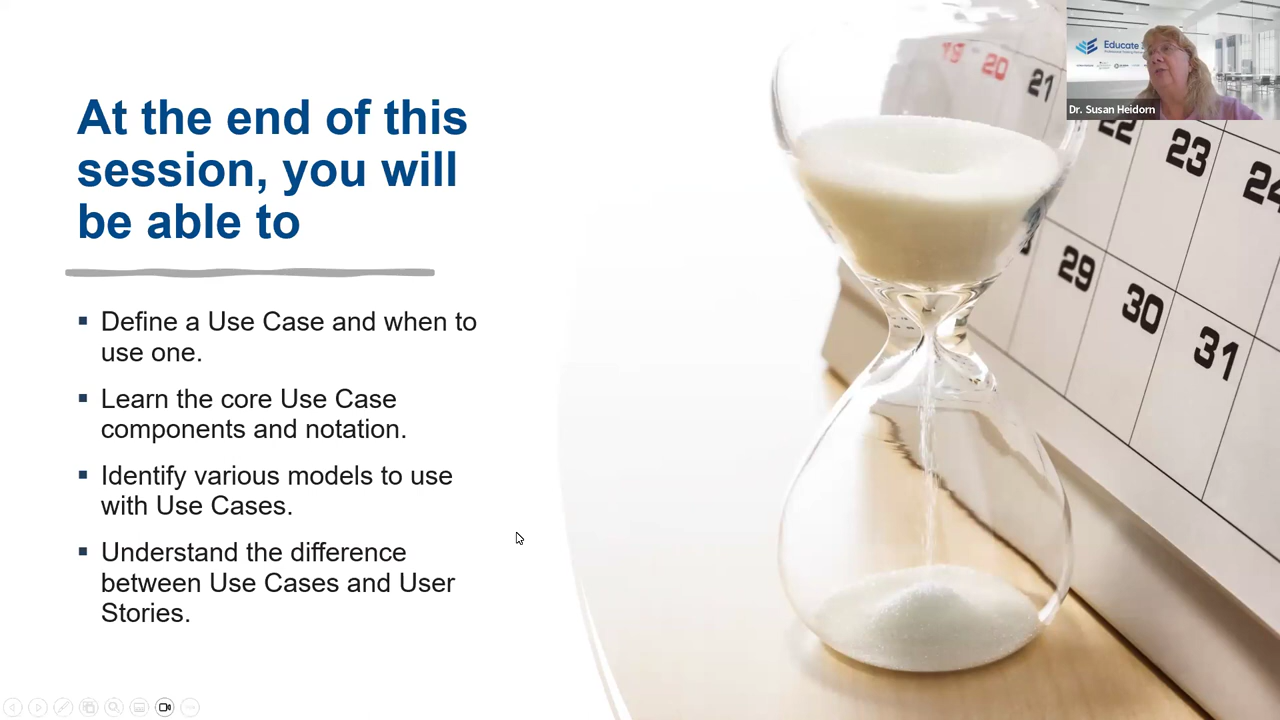 At the end of this
session, you will
be able to
▪ Define a Use Case and when to
use one.
▪ Learn the core Use Case
components and notation.
▪ Identify various models to use
with Use Cases.
▪ Understand the difference
between Use Cases and User
Stories.
19 20 21
22 23 24
29 30 31
Educate
Dr. Susan Heidorn